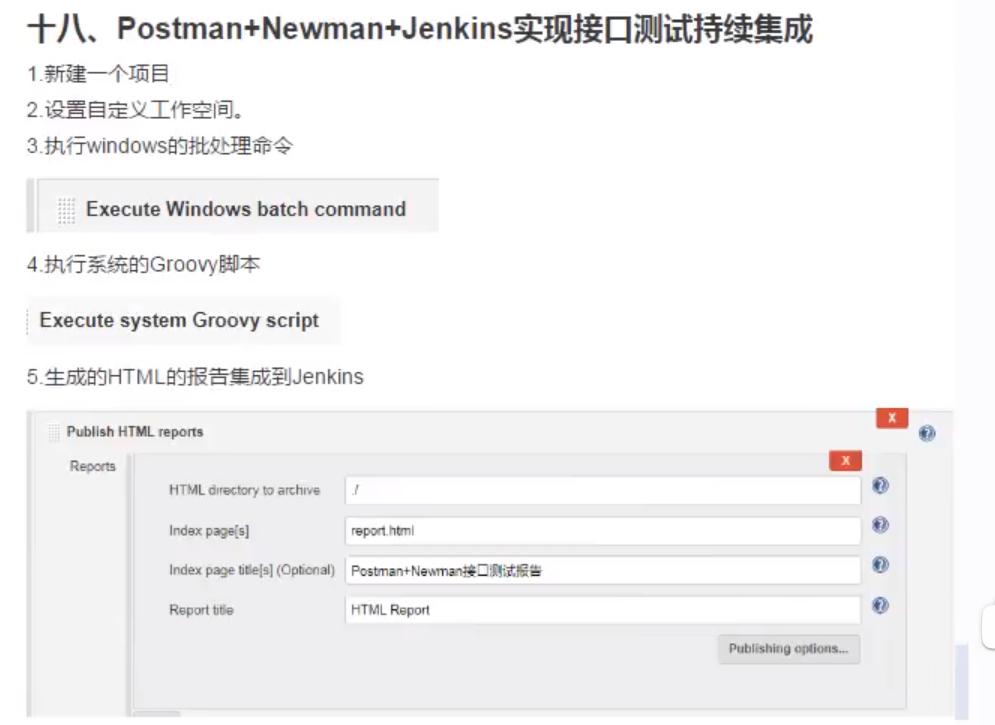 十八、Postman+Newman+Jenkins实现接口测试持续集成
1.新建一个项目
2.设置自定义工作空间。
3.执行windows的批处理命令
Execute Windows batch command
4.执行系统的Groovy脚本
Execute system Groovy script
5.生成的HTML的报告集成到Jenkins
X
Publish HTML reports
Reports
X
HTML directory to archive ./
Index page[s] report.html
Index page title[s] (Optional) Postman+Newman接口测试报告
Report title HTML Report
Publishing options...